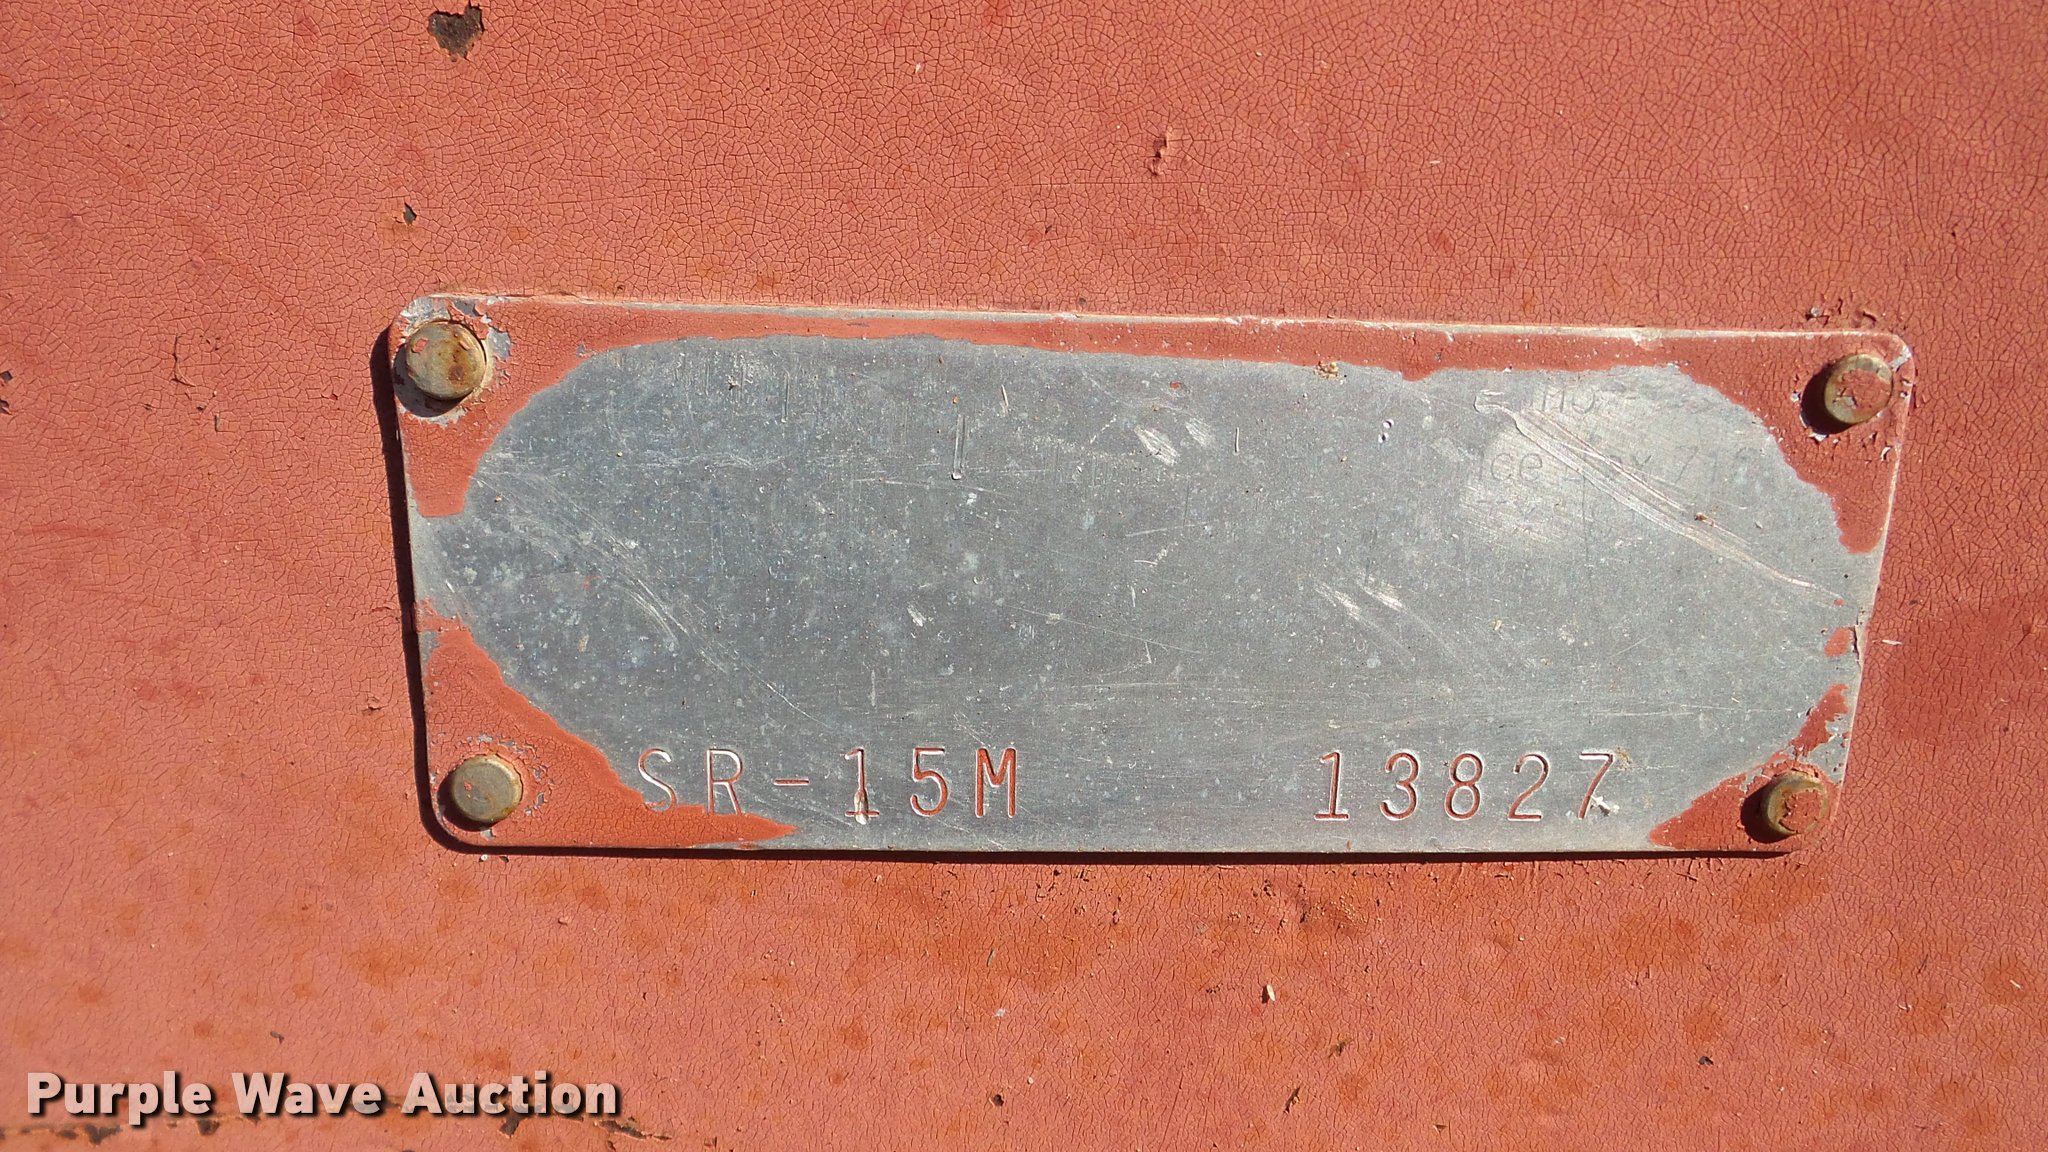 SR-15M 13827
Purple Wave Auction